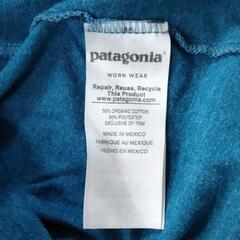 patagonia®
WORN WEAR
Repair, Reuse, Recycle
This Product
www.patagonia.com
50% ORGANIC COTTON
50% POLYESTER
EXCLUSIVE OF TRIM
MADE IN MEXICO
FABRIQUE AU MEXIQUE
HECHO EN MEXICO